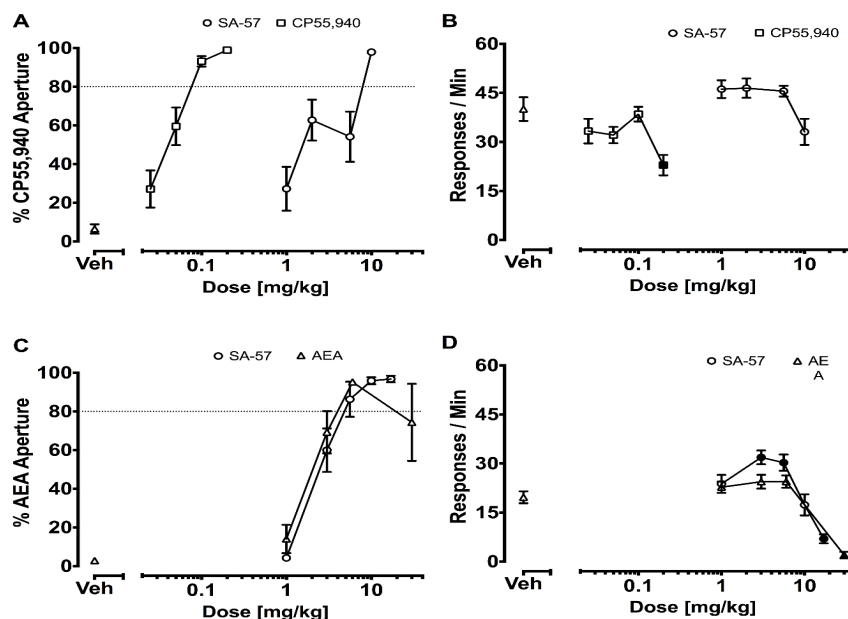 A
SA-57 CP55,940
% CP55,940 Aperture
100
80
60
40
20
0
Veh 0.1 1 10
Dose [mg/kg]
B
SA-57 CP55,940
Responses / Min
60
45
30
15
0
Veh 0.1 1 10
Dose [mg/kg]
C
SA-57 AEA
% AEA Aperture
100
80
60
40
20
0
Veh 0.1 1 10
Dose [mg/kg]
D
SA-57 AE
A
Responses / Min
60
45
30
15
0
Veh 0.1 1 10
Dose [mg/kg]